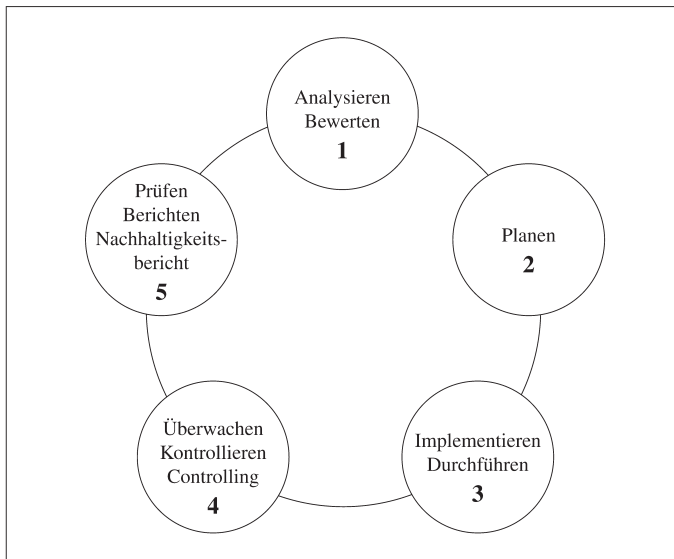 Analysieren
Bewerten
1
Planen
2
Implementieren
Durchführen
3
Überwachen
Kontrollieren
Controlling
4
Prüfen
Berichten
Nachhaltigkeits-
bericht
5